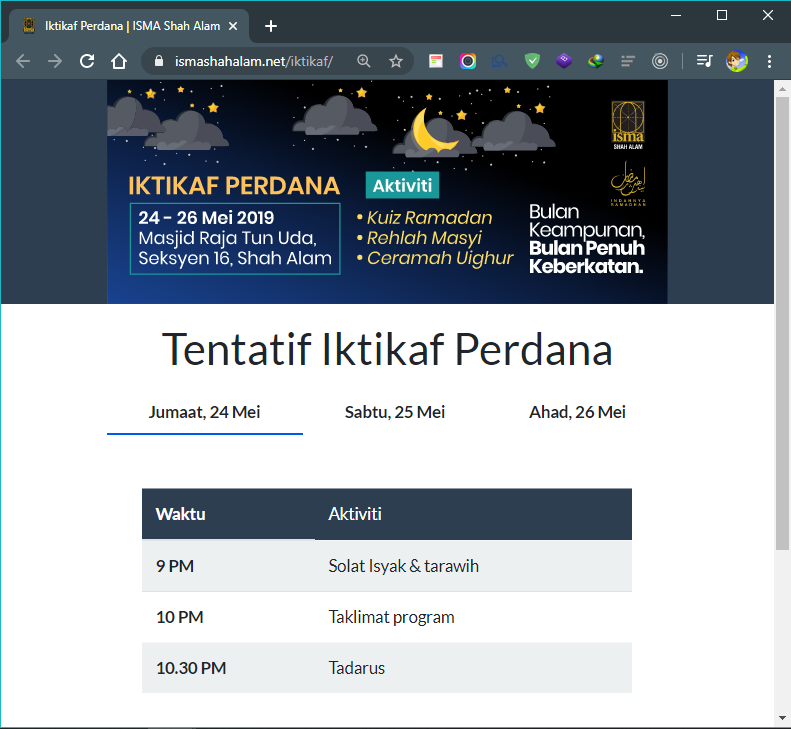 Iktikaf Perdana | ISMA Shah Alam
ismashahalam.net/iktikaf/
isma
SHAH ALAM
INDAHNYA
RAMADHAN
IKTIKAF PERDANA
24 - 26 Mei 2019
Masjid Raja Tun Uda,
Seksyen 16, Shah Alam
Aktiviti
• Kuiz Ramadan
• Rehlah Masyi
• Ceramah Uighur
Bulan
Keampunan,
Bulan Penuh
Keberkatan.
Tentatif Iktikaf Perdana
Jumaat, 24 Mei Sabtu, 25 Mei Ahad, 26 Mei
Waktu Aktiviti
9 PM Solat Isyak & tarawih
10 PM Taklimat program
10.30 PM Tadarus